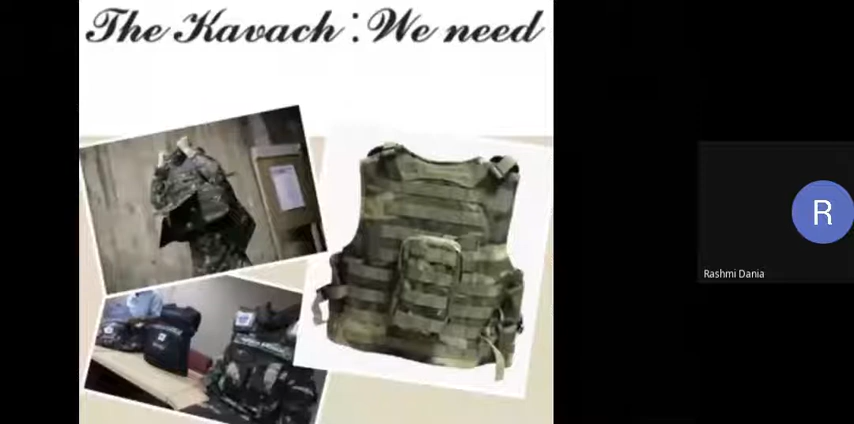 The Kavach : We need
R
Rashmi Dania